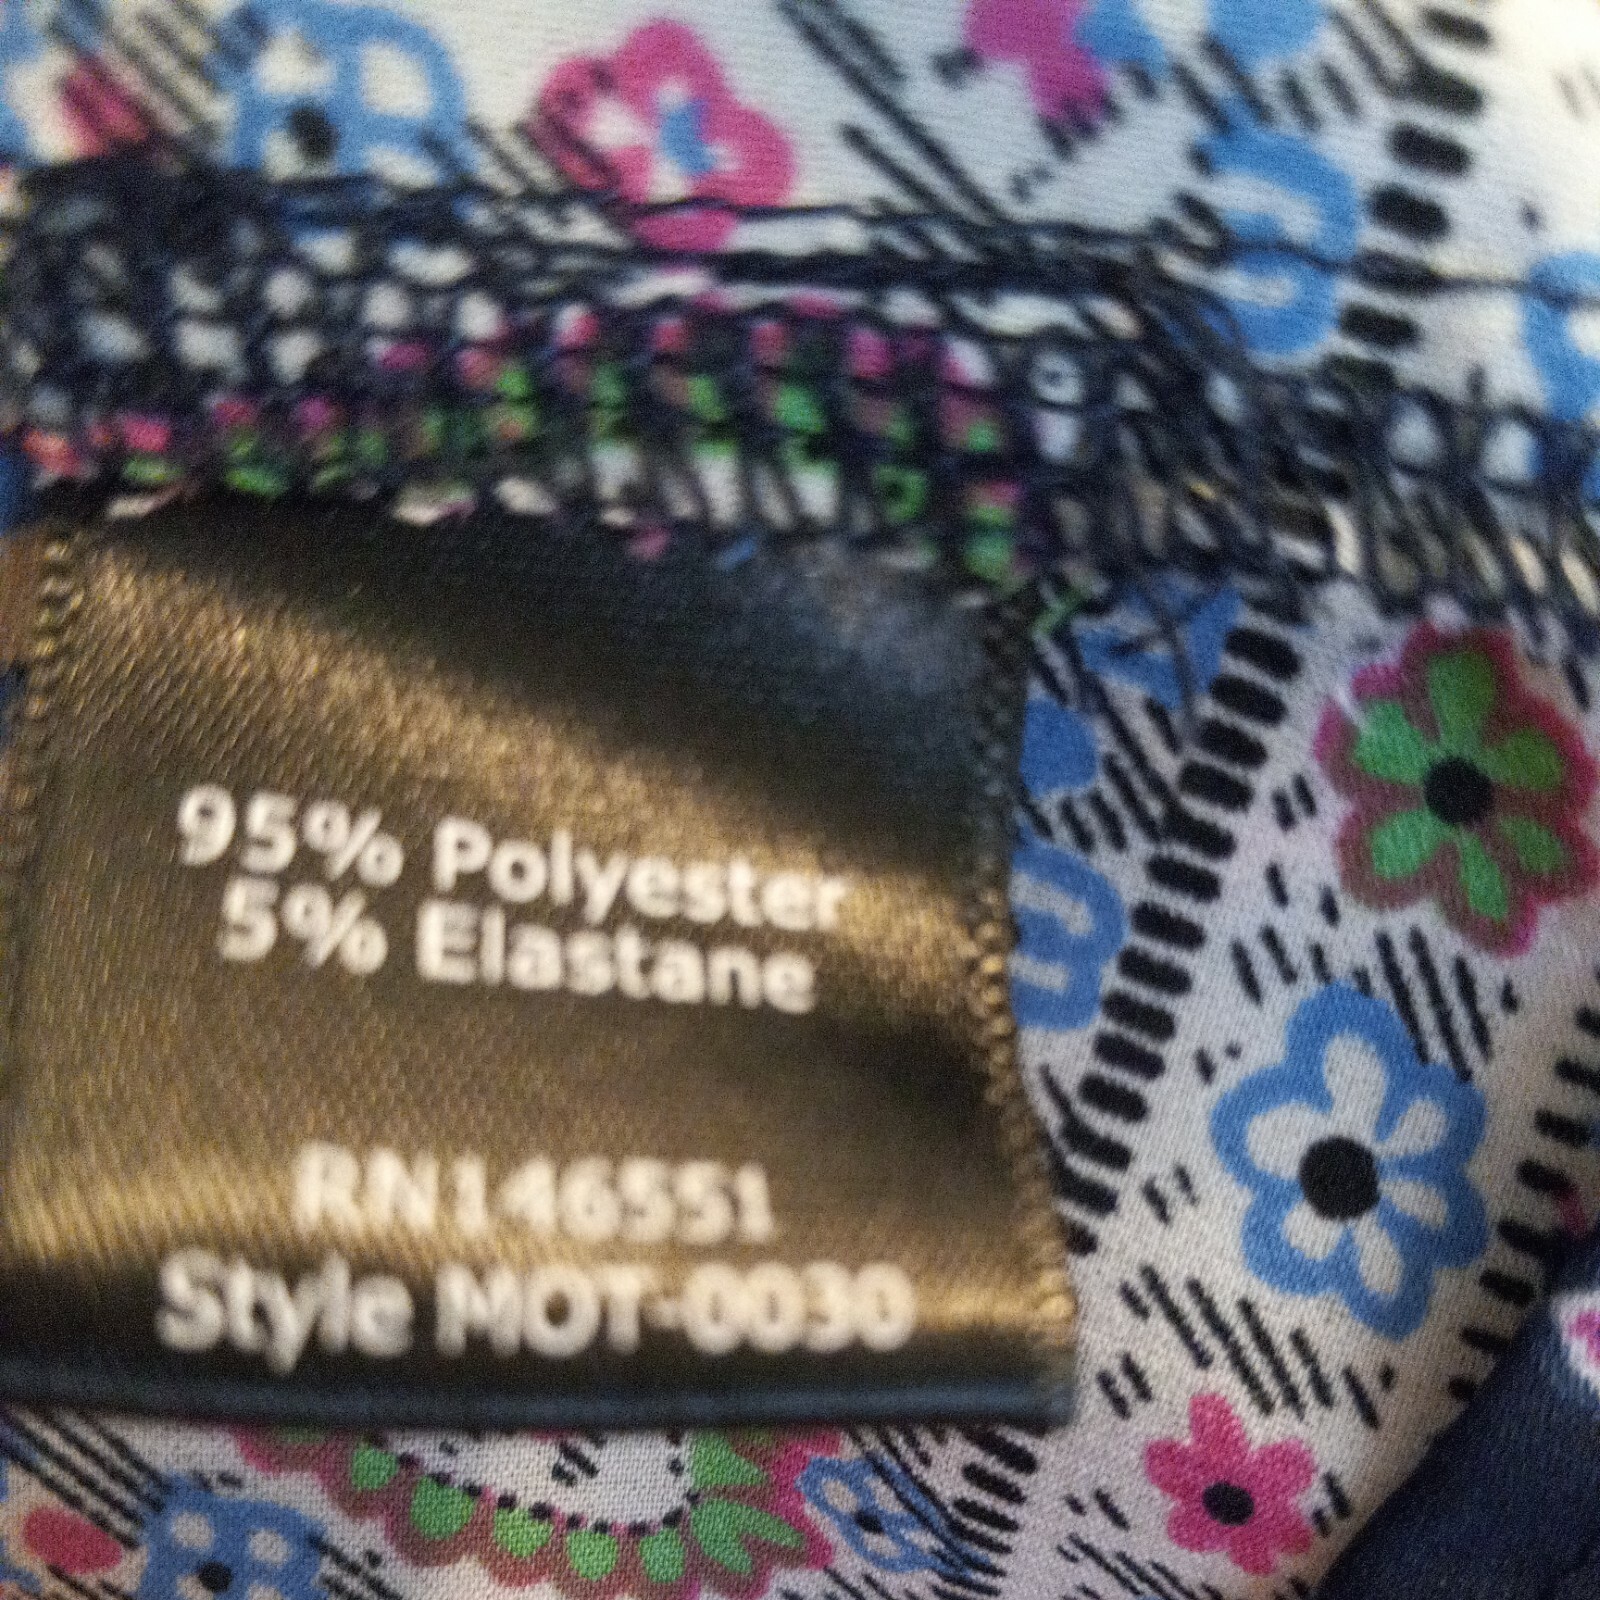 95% Polyester
5% Elastane
RN146551
Style MOT-0030